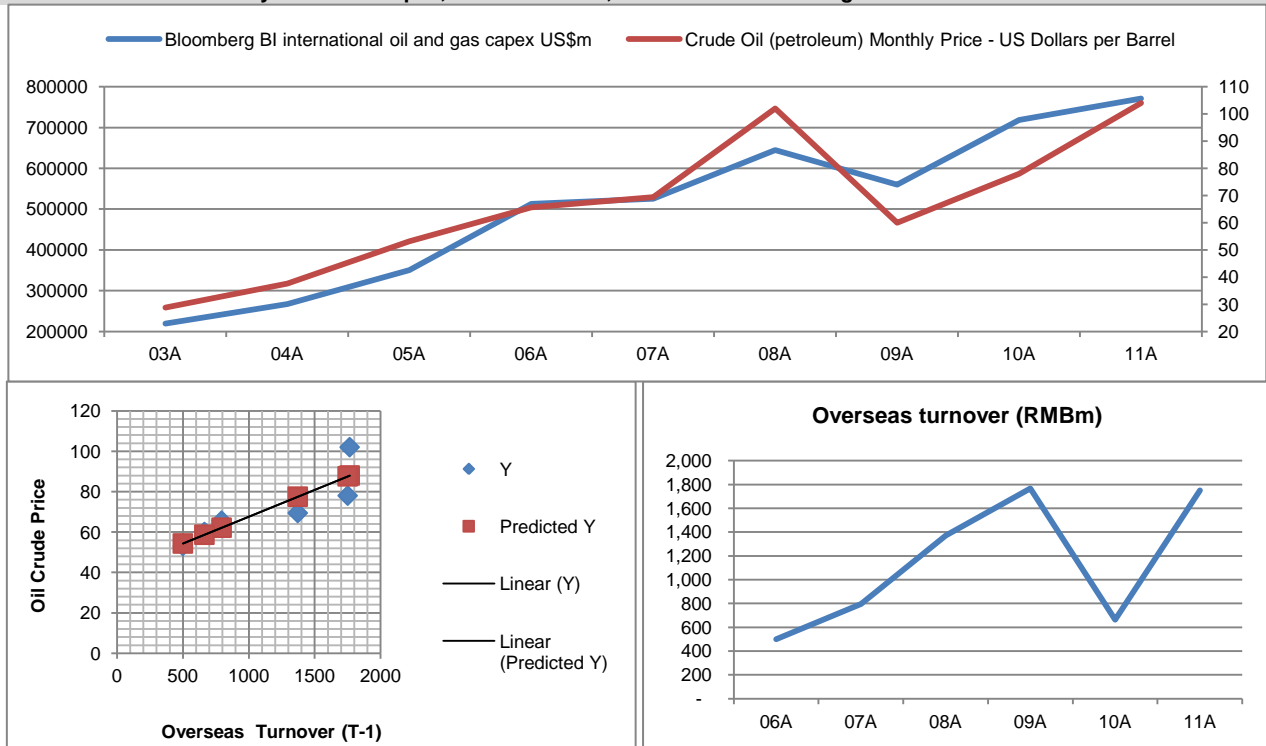 Bloomberg BI international oil and gas capex US$m
Crude Oil (petroleum) Monthly Price - US Dollars per Barrel
800000
700000
600000
500000
400000
300000
200000
110
100
90
80
70
60
50
40
30
20
03A 04A 05A 06A 07A 08A 09A 10A 11A
120
100
80
60
40
20
0
0 500 1000 1500 2000
Oil Crude Price
Overseas Turnover (T-1)
Y
Predicted Y
Linear (Y)
Linear
(Predicted Y)
Overseas turnover (RMBm)
2,000
1,800
1,600
1,400
1,200
1,000
800
600
400
200
-
06A 07A 08A 09A 10A 11A